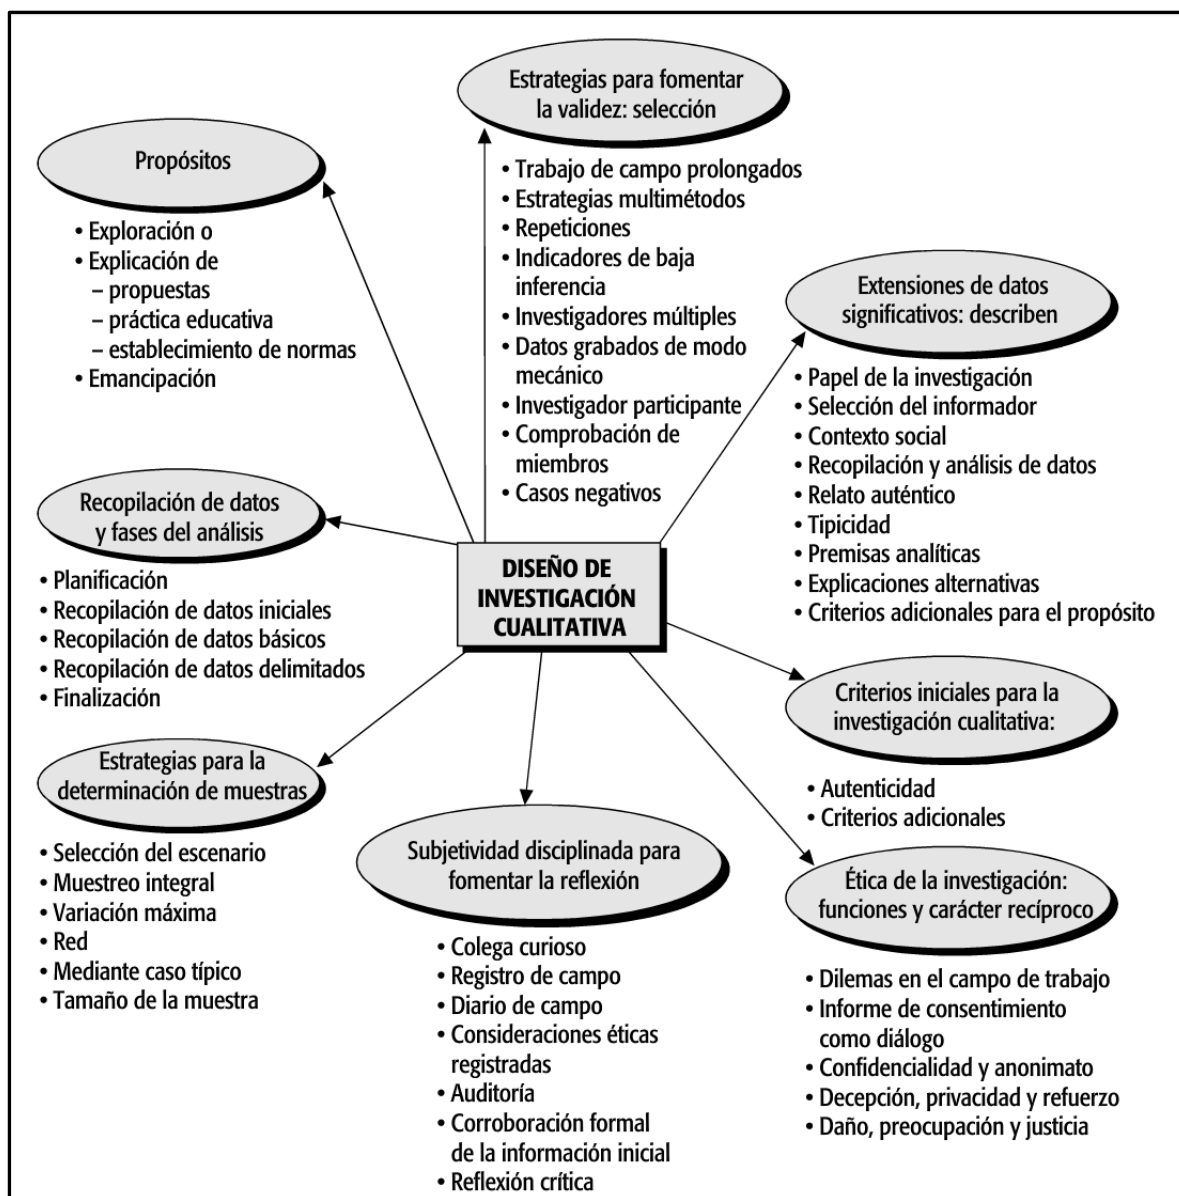 Estrategias para fomentar
la validez: selección
• Trabajo de campo prolongados
• Estrategias multimétodos
• Repeticiones
• Indicadores de baja
inferencia
• Investigadores múltiples
• Datos grabados de modo
mecánico
• Investigador participante
• Comprobación de
miembros
• Casos negativos
Propósitos
• Exploración o
• Explicación de
– propuestas
– práctica educativa
– establecimiento de normas
• Emancipación
Extensiones de datos
significativos: describen
• Papel de la investigación
• Selección del informador
• Contexto social
• Recopilación y análisis de datos
• Relato auténtico
• Tipicidad
• Premisas analíticas
• Explicaciones alternativas
• Criterios adicionales para el propósito
Recopilación de datos
y fases del análisis
• Planificación
• Recopilación de datos iniciales
• Recopilación de datos básicos
• Recopilación de datos delimitados
• Finalización
DISEÑO DE
INVESTIGACIÓN
CUALITATIVA
Criterios iniciales para la
investigación cualitativa:
• Autenticidad
• Criterios adicionales
Estrategias para la
determinación de muestras
• Selección del escenario
• Muestreo integral
• Variación máxima
• Red
• Mediante caso típico
• Tamaño de la muestra
Subjetividad disciplinada para
fomentar la reflexión
• Colega curioso
• Registro de campo
• Diario de campo
• Consideraciones éticas
registradas
• Auditoría
• Corroboración formal
de la información inicial
• Reflexión crítica
Ética de la investigación:
funciones y carácter recíproco
• Dilemas en el campo de trabajo
• Informe de consentimiento
como diálogo
• Confidencialidad y anonimato
• Decepción, privacidad y refuerzo
• Daño, preocupación y justicia